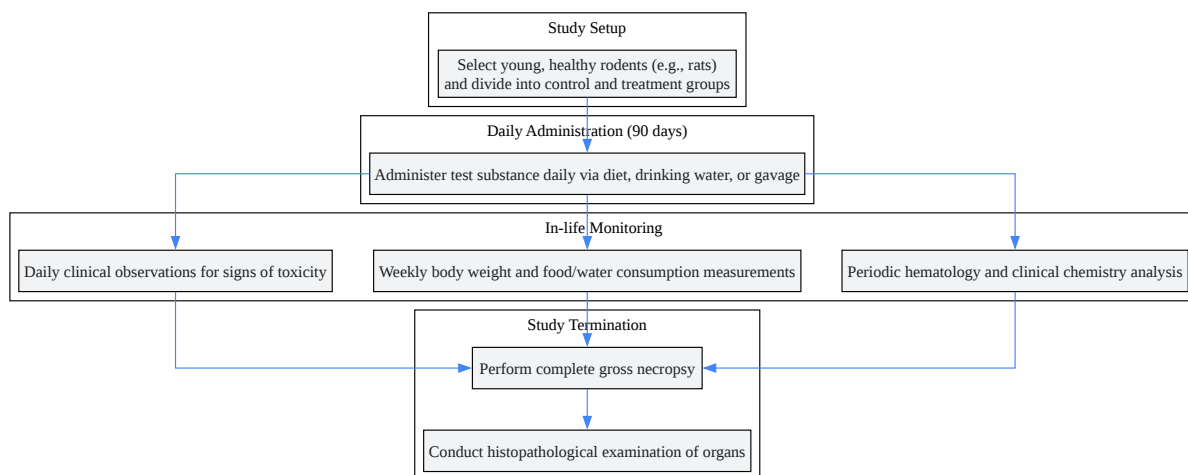 Study Setup
Select young, healthy rodents (e.g., rats)
and divide into control and treatment groups
Daily Administration (90 days)
Administer test substance daily via diet, drinking water, or gavage
In-life Monitoring
Daily clinical observations for signs of toxicity
Weekly body weight and food/water consumption measurements
Periodic hematology and clinical chemistry analysis
Study Termination
Perform complete gross necropsy
Conduct histopathological examination of organs